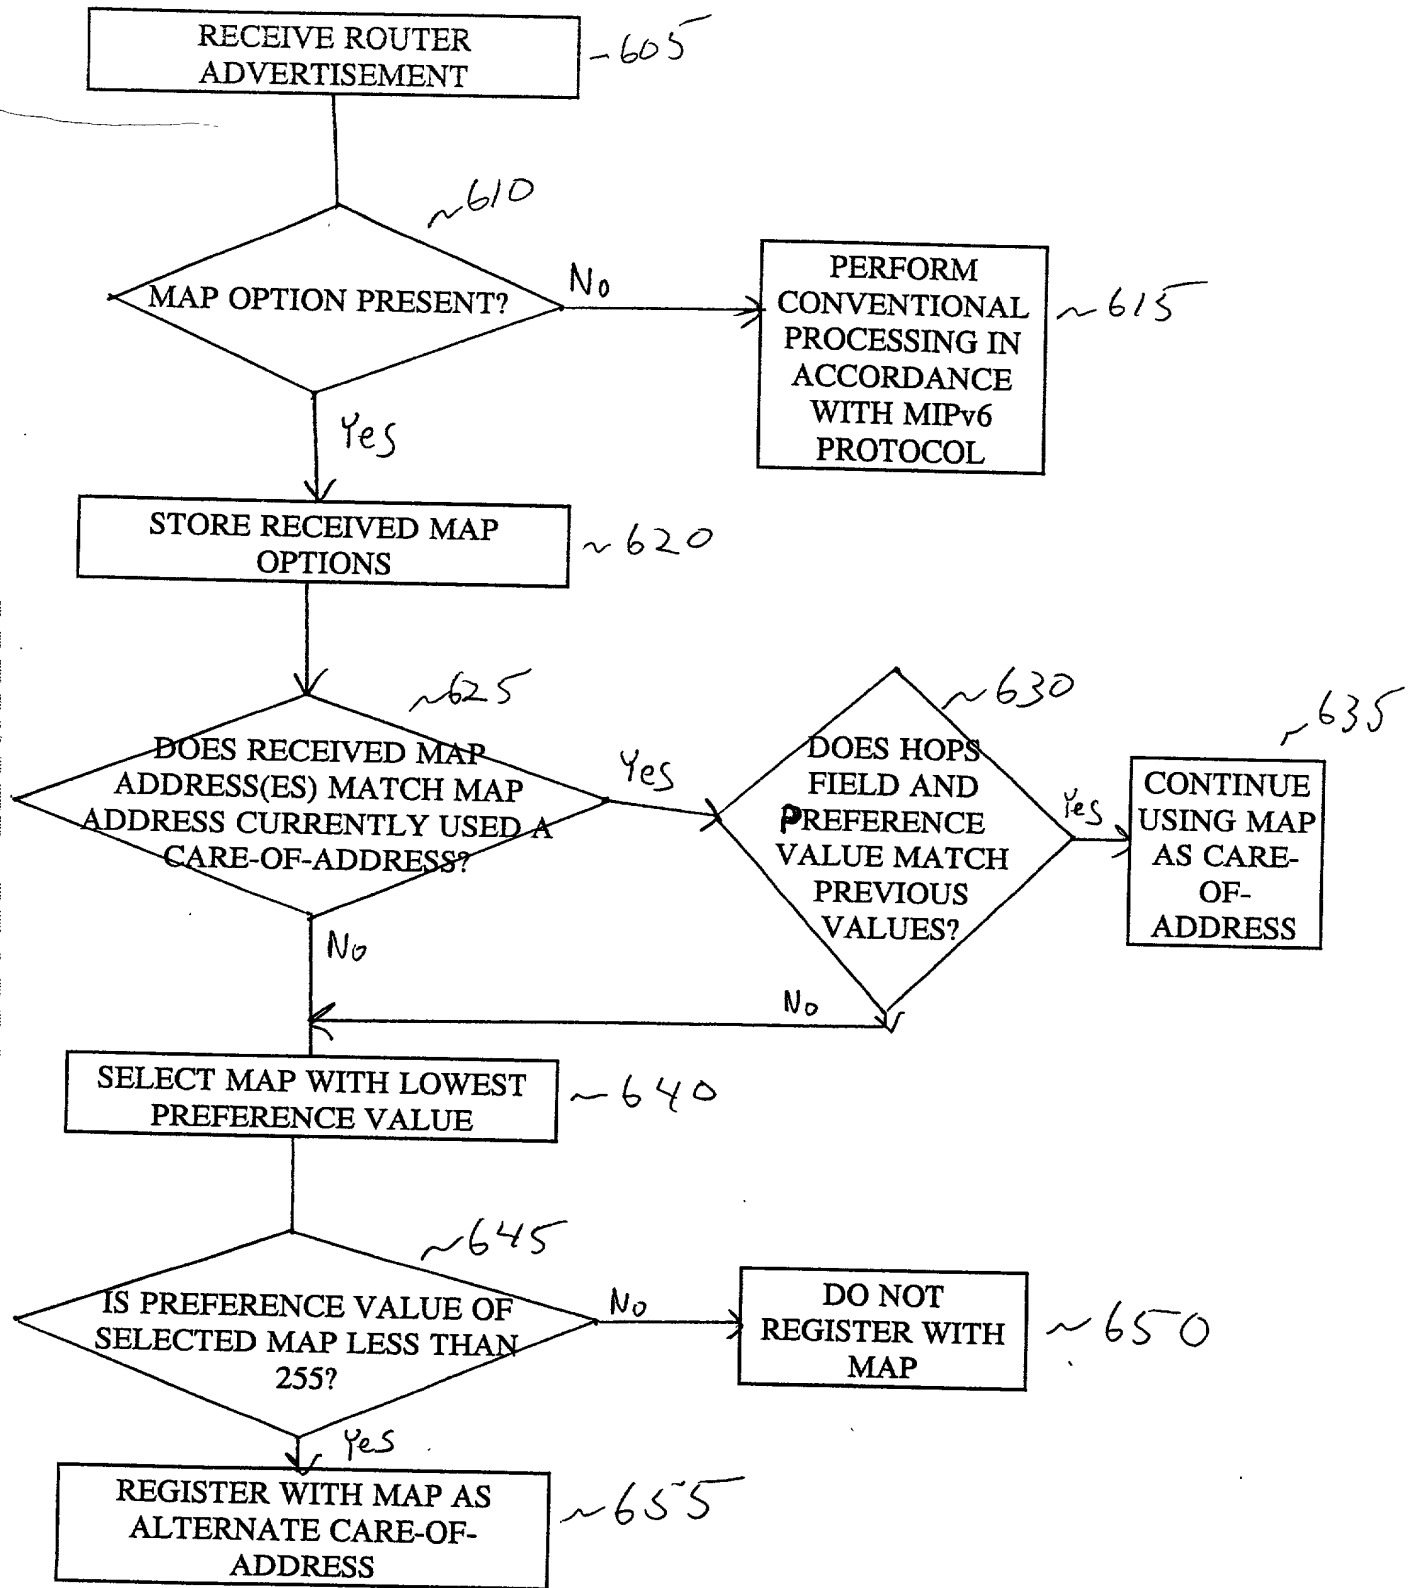 RECEIVE ROUTER
ADVERTISEMENT
~605
~610
MAP OPTION PRESENT?
No
PERFORM
CONVENTIONAL
PROCESSING IN
ACCORDANCE
WITH MIPv6
PROTOCOL
~615
Yes
STORE RECEIVED MAP
OPTIONS
~620
~625
DOES RECEIVED MAP
ADDRESS(ES) MATCH MAP
ADDRESS CURRENTLY USED A
CARE-OF-ADDRESS?
Yes
~630
DOES HOPS
FIELD AND
PREFERENCE
VALUE MATCH
PREVIOUS
VALUES?
Yes
~635
CONTINUE
USING MAP
AS CARE-
OF-
ADDRESS
No
No
SELECT MAP WITH LOWEST
PREFERENCE VALUE
~640
~645
IS PREFERENCE VALUE OF
SELECTED MAP LESS THAN
255?
No
DO NOT
REGISTER WITH
MAP
~650
Yes
REGISTER WITH MAP AS
ALTERNATE CARE-OF-
ADDRESS
~655